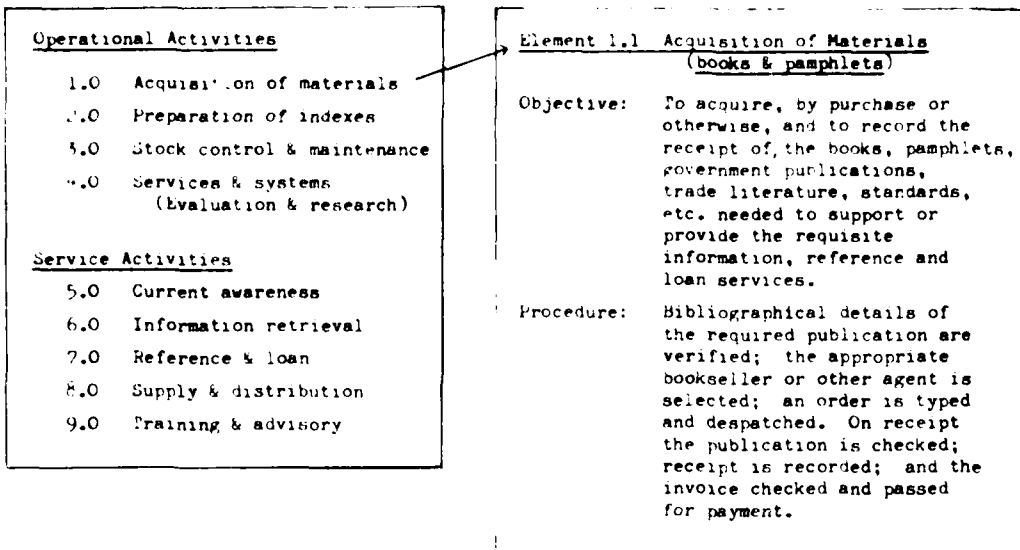 Operational Activities
1.0 Acquisition of materials
2.0 Preparation of indexes
3.0 Stock control & maintenance
4.0 Services & systems
(Evaluation & research)
Service Activities
5.0 Current awareness
6.0 Information retrieval
7.0 Reference & loan
8.0 Supply & distribution
9.0 Training & advisory
Element 1.1 Acquisition of Materials
(books & pamphlets)
Objective: To acquire, by purchase or
otherwise, and to record the
receipt of, the books, pamphlets,
government publications,
trade literature, standards,
etc. needed to support or
provide the requisite
information, reference and
loan services.
Procedure: Bibliographical details of
the required publication are
verified; the appropriate
bookseller or other agent is
selected; an order is typed
and despatched. On receipt
the publication is checked;
receipt is recorded; and the
invoice checked and passed
for payment.